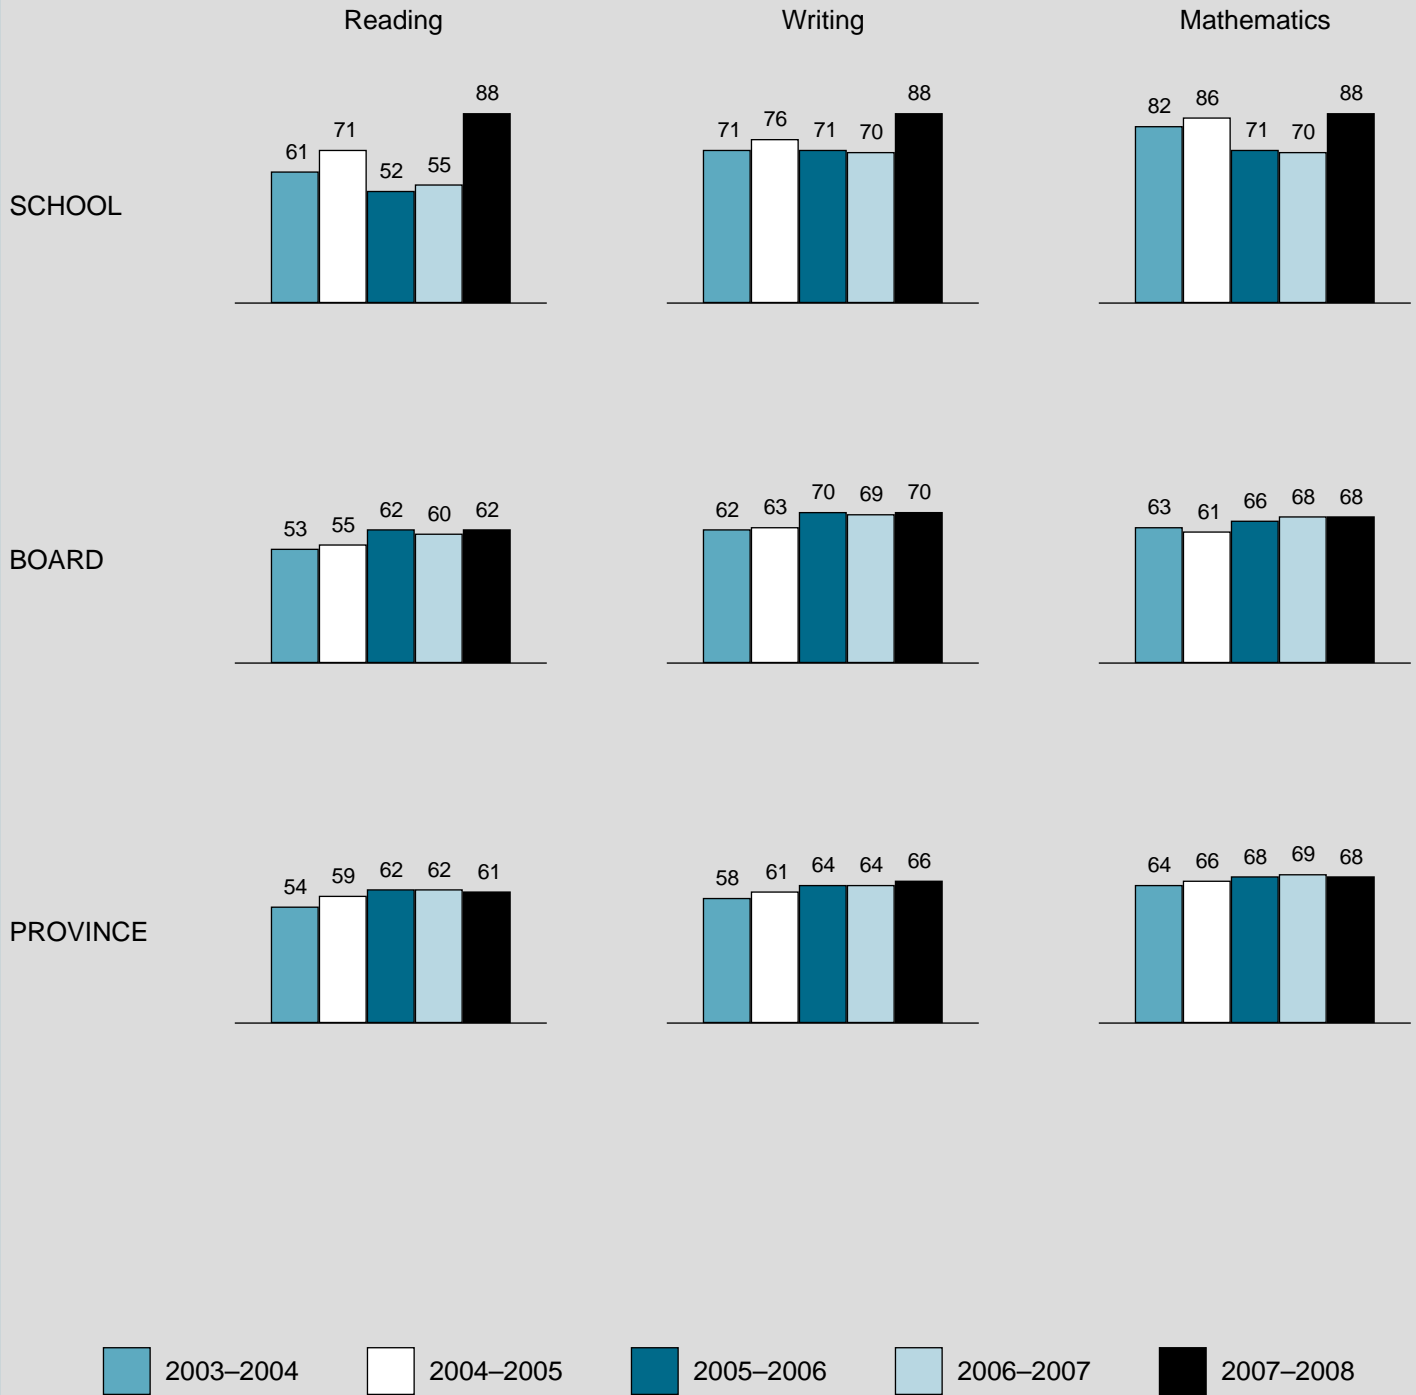 Reading Writing Mathematics
SCHOOL
61 71 52 55 88
71 76 71 70 88
82 86 71 70 88
BOARD
53 55 62 60 62
62 63 70 69 70
63 61 66 68 68
PROVINCE
54 59 62 62 61
58 61 64 64 66
64 66 68 69 68
2003–2004 2004–2005 2005–2006 2006–2007 2007–2008